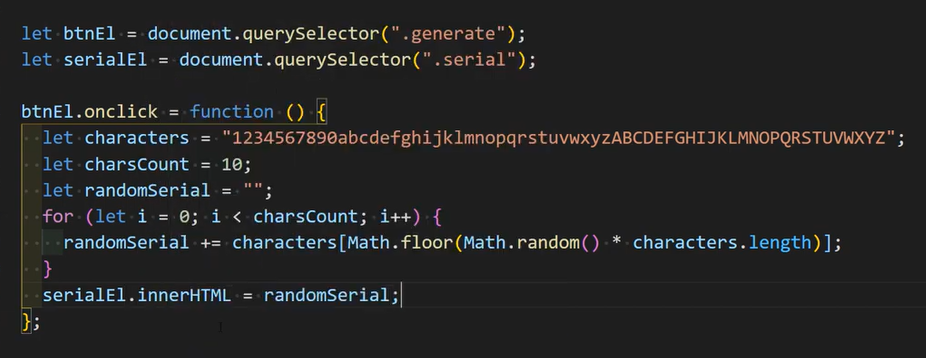 let btnEl = document.querySelector(".generate");
let serialEl = document.querySelector(".serial");
btnEl.onclick = function () {
let characters = "1234567890abcdefghijklmnopqrstuvwxyzABCDEFGHIJKLMNOPQRSTUVWXYZ";
let charsCount = 10;
let randomSerial = "";
for (let i = 0; i < charsCount; i++) {
randomSerial += characters[Math.floor(Math.random() * characters.length)];
}
serialEl.innerHTML = randomSerial;
};